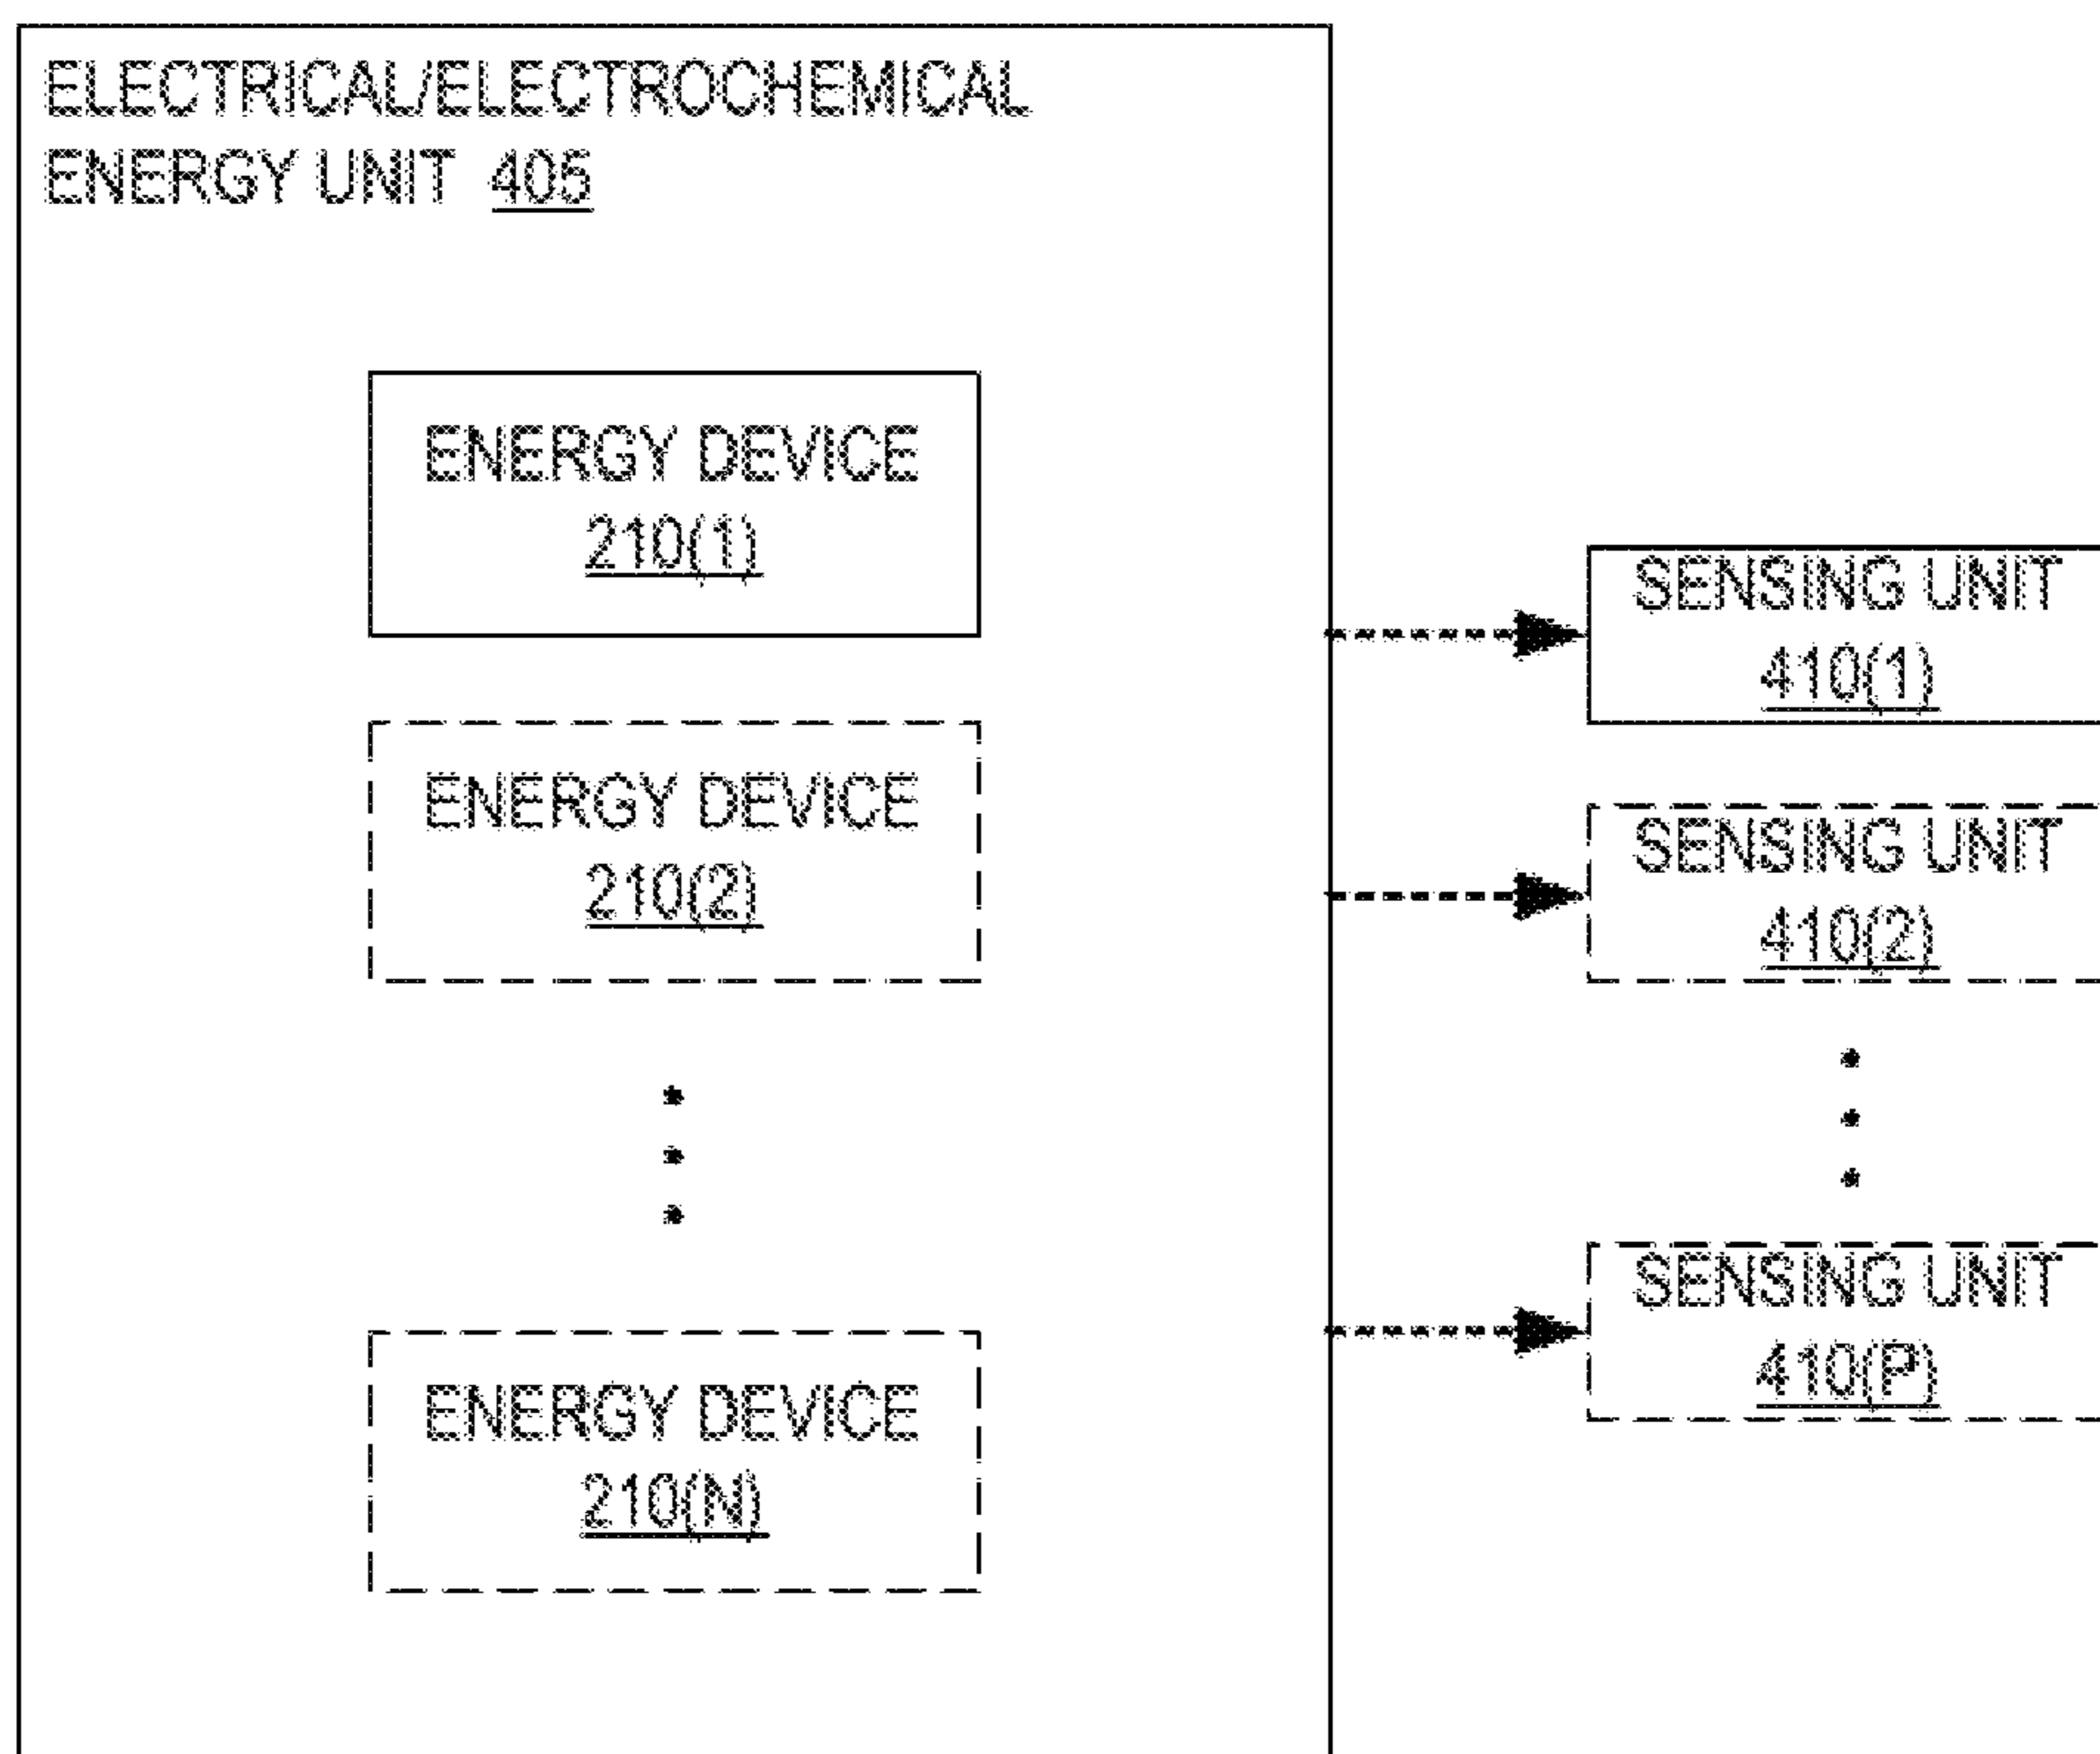 ELECTRICAL/ELECTROCHEMICAL
ENERGY UNIT 405
ENERGY DEVICE
210(1)
ENERGY DEVICE
210(2)
ENERGY DEVICE
210(N)
SENSING UNIT
410(1)
SENSING UNIT
410(2)
SENSING UNIT
410(P)